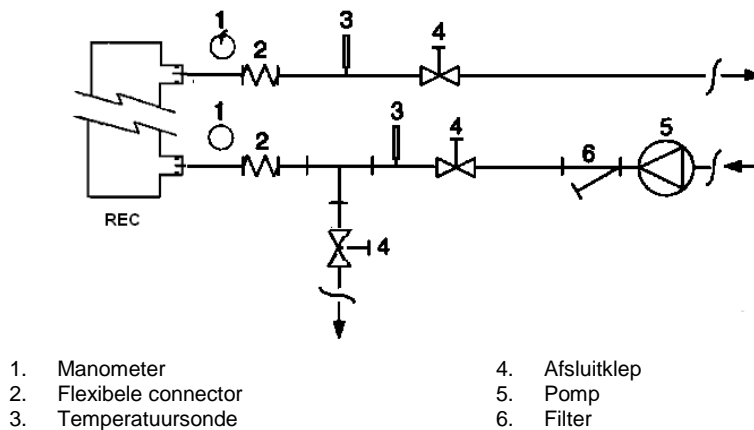 1 2 3 4
1 2 3 4 6 5
REC
4
1. Manometer
2. Flexibele connector
3. Temperatuursonde
4. Afsluitklep
5. Pomp
6. Filter